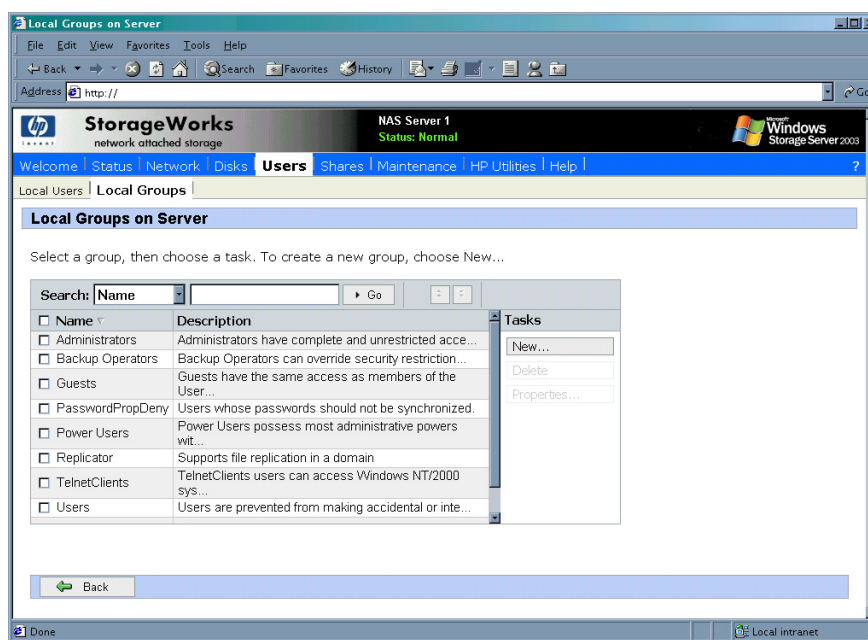 Local Groups on Server
File Edit View Favorites Tools Help
Back Search Favorites History
Address http:// Go
hp StorageWorks NAS Server 1 Microsoft Windows
invent network attached storage Status: Normal Storage Server 2003
Welcome Status Network Disks Users Shares Maintenance HP Utilities Help ?
Local Users Local Groups
Local Groups on Server
Select a group, then choose a task. To create a new group, choose New...
Search: Name Go
Name Description Tasks
Administrators Administrators have complete and unrestricted acce... New...
Backup Operators Backup Operators can override security restriction...
Delete
Guests Guests have the same access as members of the
User...
Properties...
PasswordPropDeny Users whose passwords should not be synchronized.
Power Users Power Users possess most administrative powers
wit...
Replicator Supports file replication in a domain
TelnetClients TelnetClients users can access Windows NT/2000
sys...
Users Users are prevented from making accidental or inte...
Back
Done Local intranet